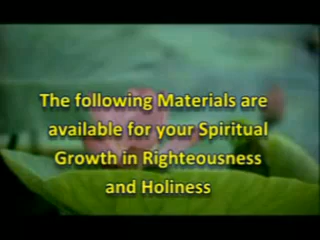 The following Materials are
available for your Spiritual
Growth in Righteousness
and Holiness